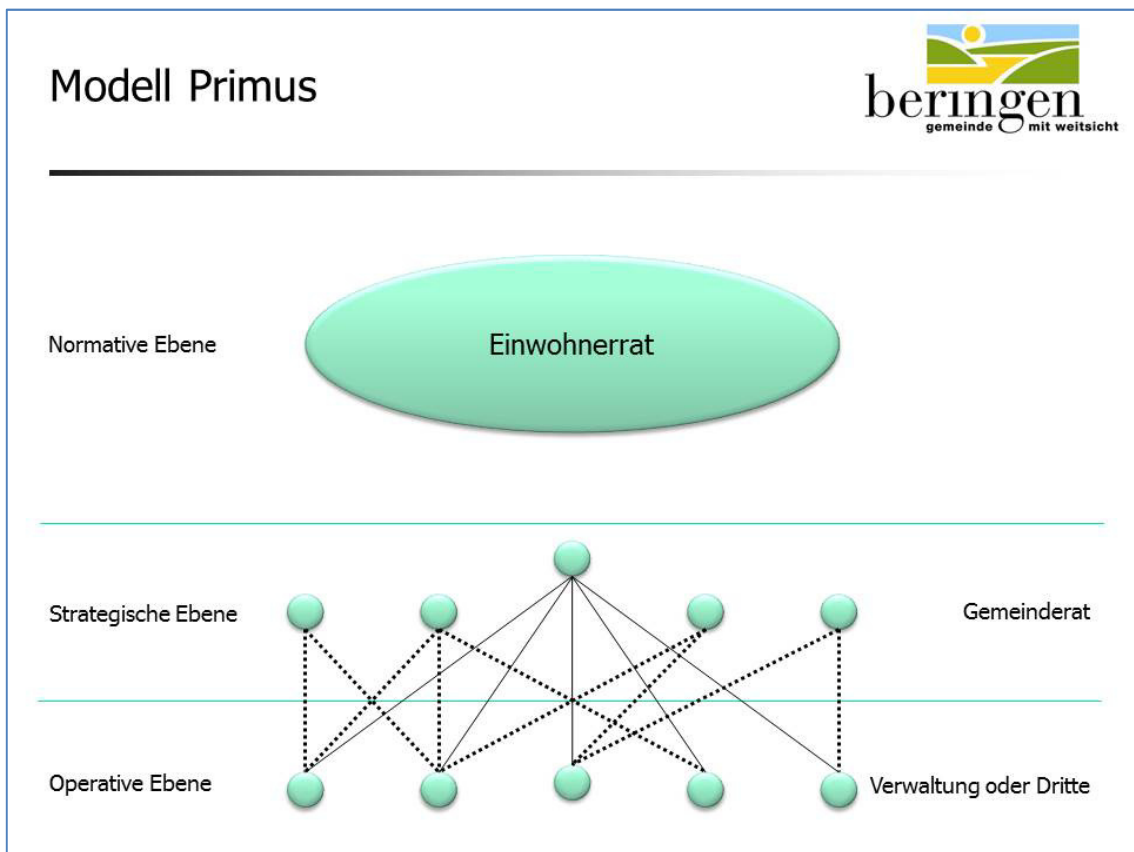 Modell Primus
beringen
gemeinde mit weitsicht
Normative Ebene
Einwohnerrat
Strategische Ebene
Gemeinderat
Operative Ebene
Verwaltung oder Dritte